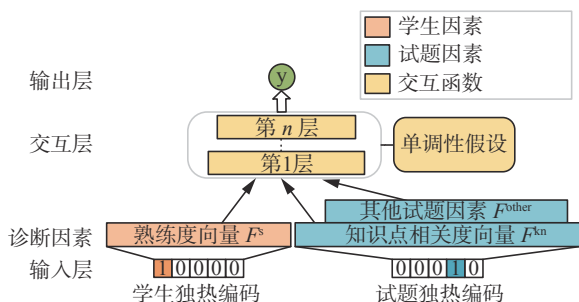 学生因素
试题因素
交互函数
输出层
y
交互层
第 n 层
第1层
单调性假设
其他试题因素 F^other
诊断因素
熟练度向量 F^s
知识点相关度向量 F^kn
输入层
1 0 0 0 0
0 0 0 1 0
学生独热编码
试题独热编码